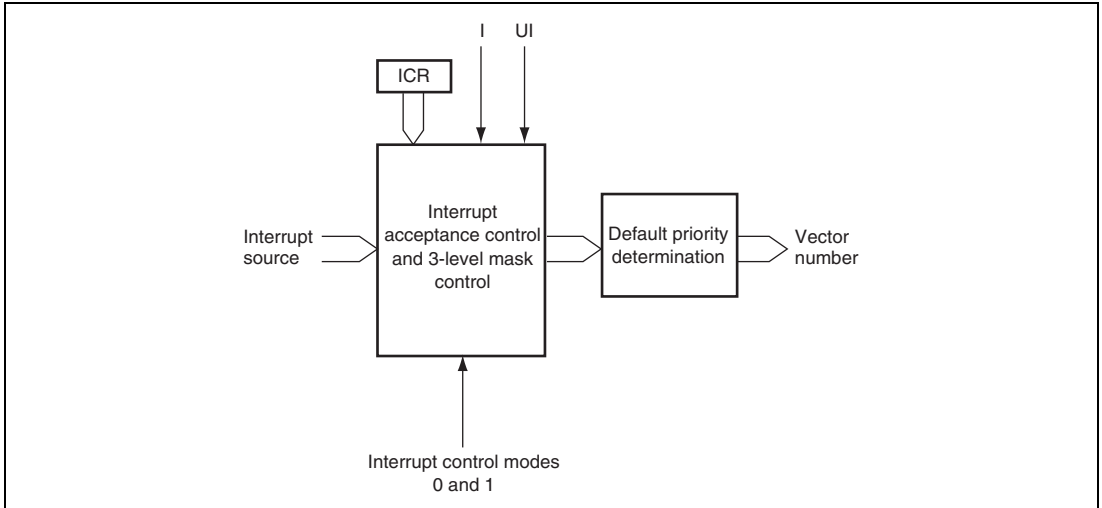 I UI
ICR
Interrupt
acceptance control
and 3-level mask
control
Interrupt
source
Default priority
determination
Vector
number
Interrupt control modes
0 and 1